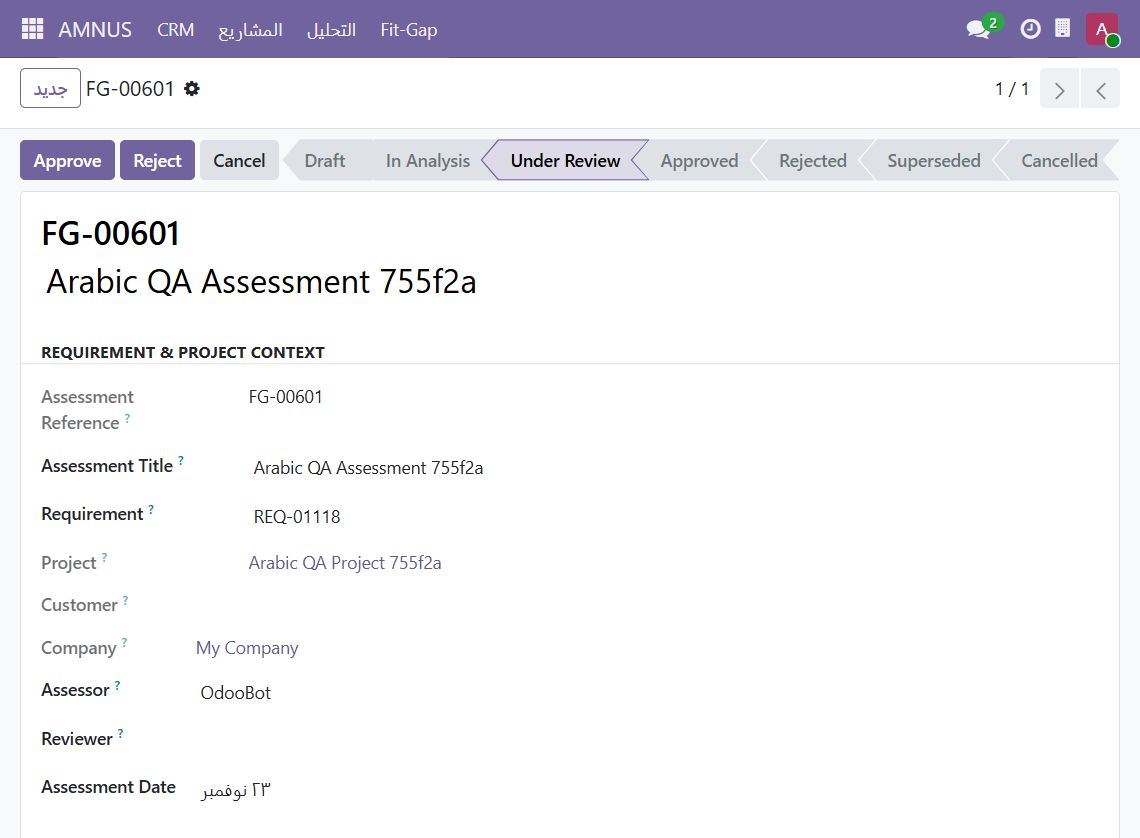 AMNUS CRM المشاريع التحليل Fit-Gap 2 A
جديد FG-00601 1 / 1
Approve Reject Cancel Draft In Analysis Under Review Approved Rejected Superseded Cancelled
FG-00601
Arabic QA Assessment 755f2a
REQUIREMENT & PROJECT CONTEXT
Assessment Reference ? FG-00601
Assessment Title ? Arabic QA Assessment 755f2a
Requirement ? REQ-01118
Project ? Arabic QA Project 755f2a
Customer ?
Company ? My Company
Assessor ? OdooBot
Reviewer ?
Assessment Date ٢٣ نوفمبر